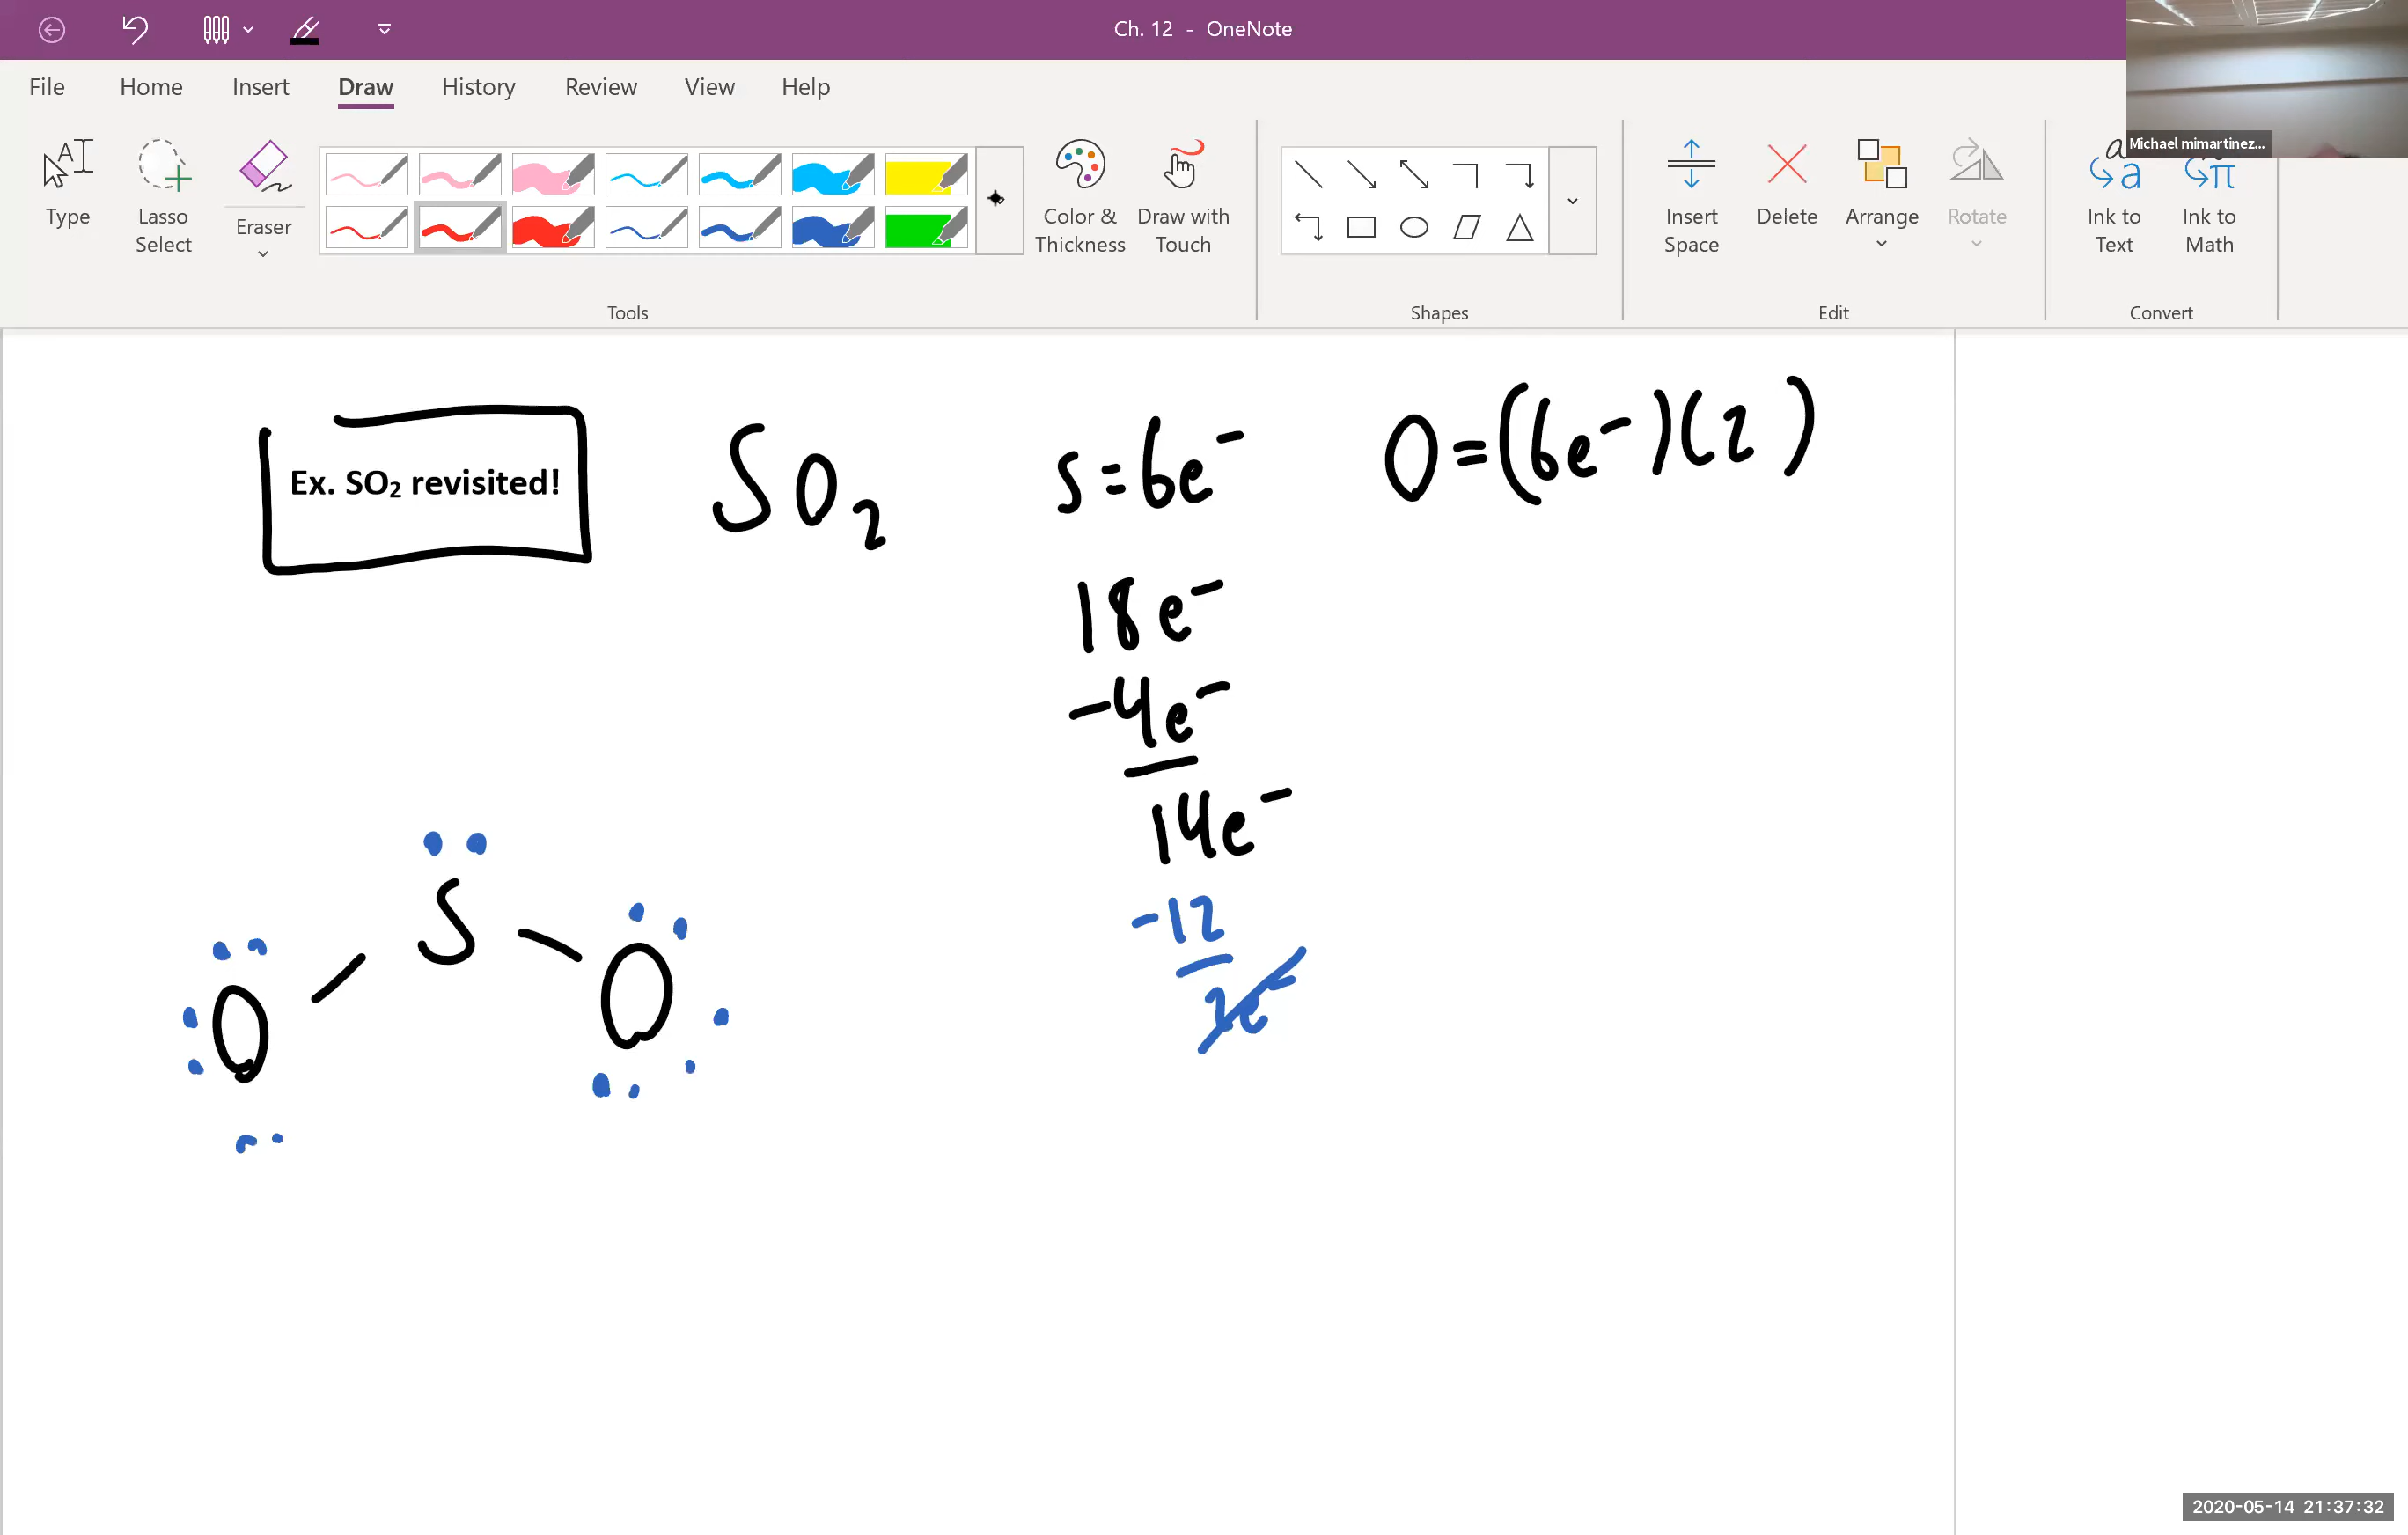 Ch. 12 - OneNote
File Home Insert Draw History Review View Help
Michael mimartinez...
Type
Lasso Select
Eraser
Color & Thickness
Draw with Touch
Insert Space
Delete
Arrange
Rotate
Ink to Text
Ink to Math
Tools
Shapes
Edit
Convert
Ex. SO₂ revisited!
SO₂
S = 6e⁻
O = (6e⁻)(2)
18e⁻
-4e⁻
14e⁻
-12
2e⁻
S
O
O
2020-05-14 21:37:32